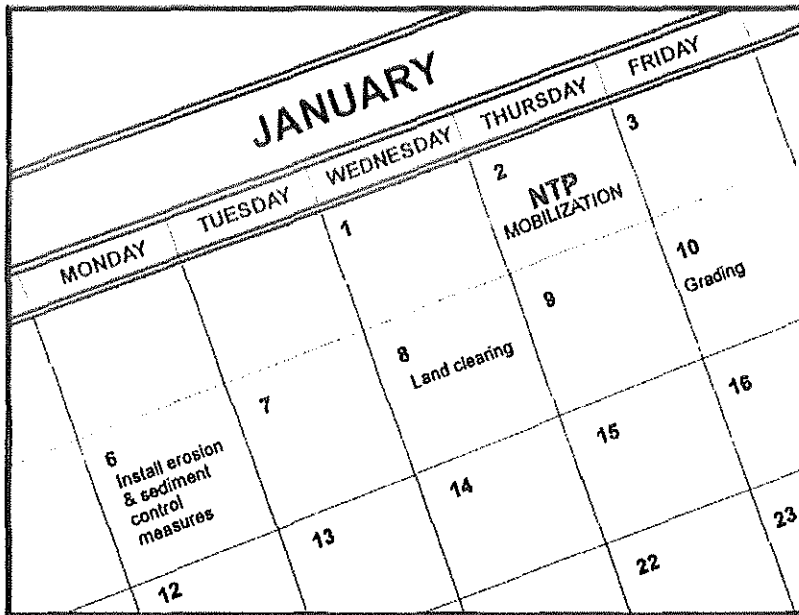 JANUARY
MONDAY TUESDAY WEDNESDAY THURSDAY FRIDAY
1 2 3
NTP
MOBILIZATION
6 7 8 9 10
Install erosion
& sediment
control
measures
Land clearing
Grading
12 13 14 15 16
22 23